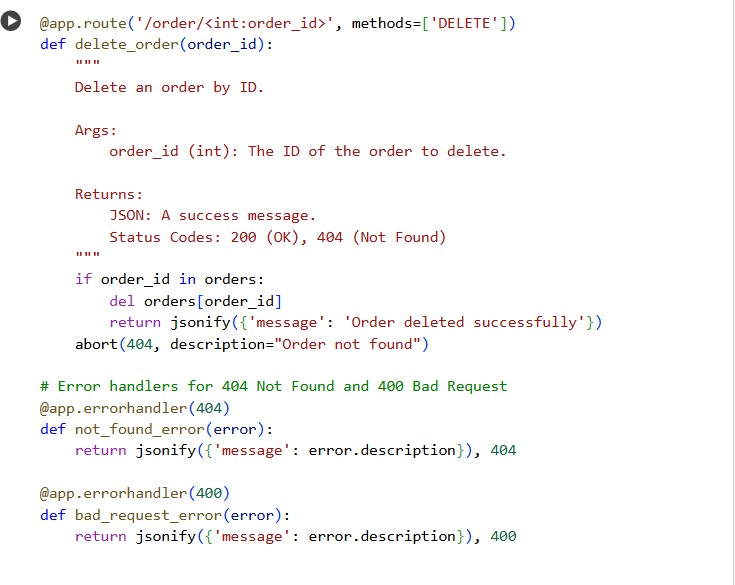 @app.route('/order/<int:order_id>', methods=['DELETE'])
def delete_order(order_id):
    """
    Delete an order by ID.

    Args:
        order_id (int): The ID of the order to delete.

    Returns:
        JSON: A success message.
        Status Codes: 200 (OK), 404 (Not Found)
    """
    if order_id in orders:
        del orders[order_id]
        return jsonify({'message': 'Order deleted successfully'})
    abort(404, description="Order not found")

# Error handlers for 404 Not Found and 400 Bad Request
@app.errorhandler(404)
def not_found_error(error):
    return jsonify({'message': error.description}), 404

@app.errorhandler(400)
def bad_request_error(error):
    return jsonify({'message': error.description}), 400